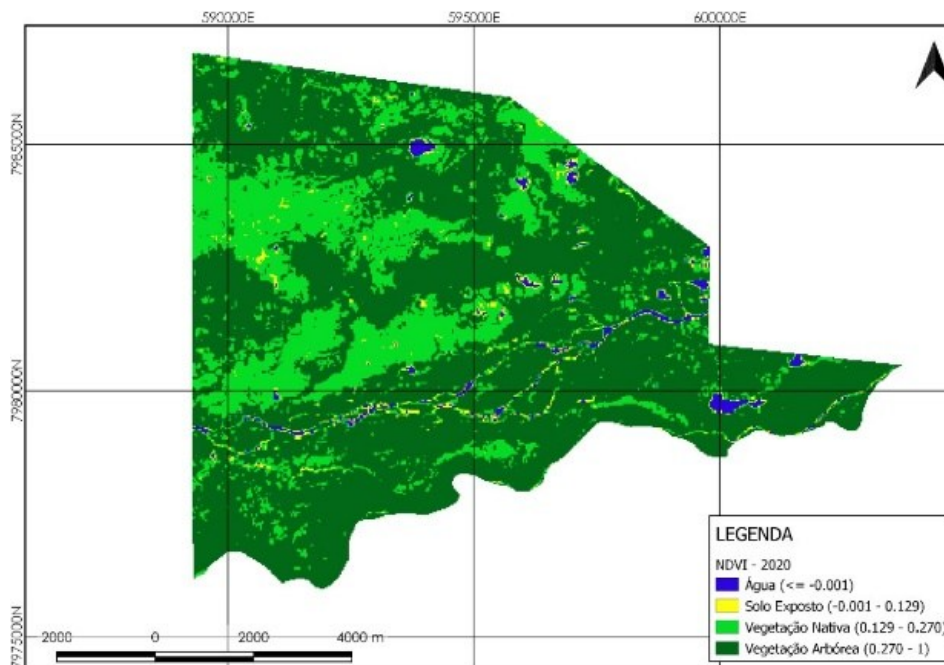 590000E 595000E 600000E
7985000N
7980000N
7975000N
2000 0 2000 4000 m
LEGENDA
NDVI - 2020
Água (<= -0.001)
Solo Exposto (-0.001 - 0.129)
Vegetação Nativa (0.129 - 0.270)
Vegetação Arbórea (0.270 - 1)